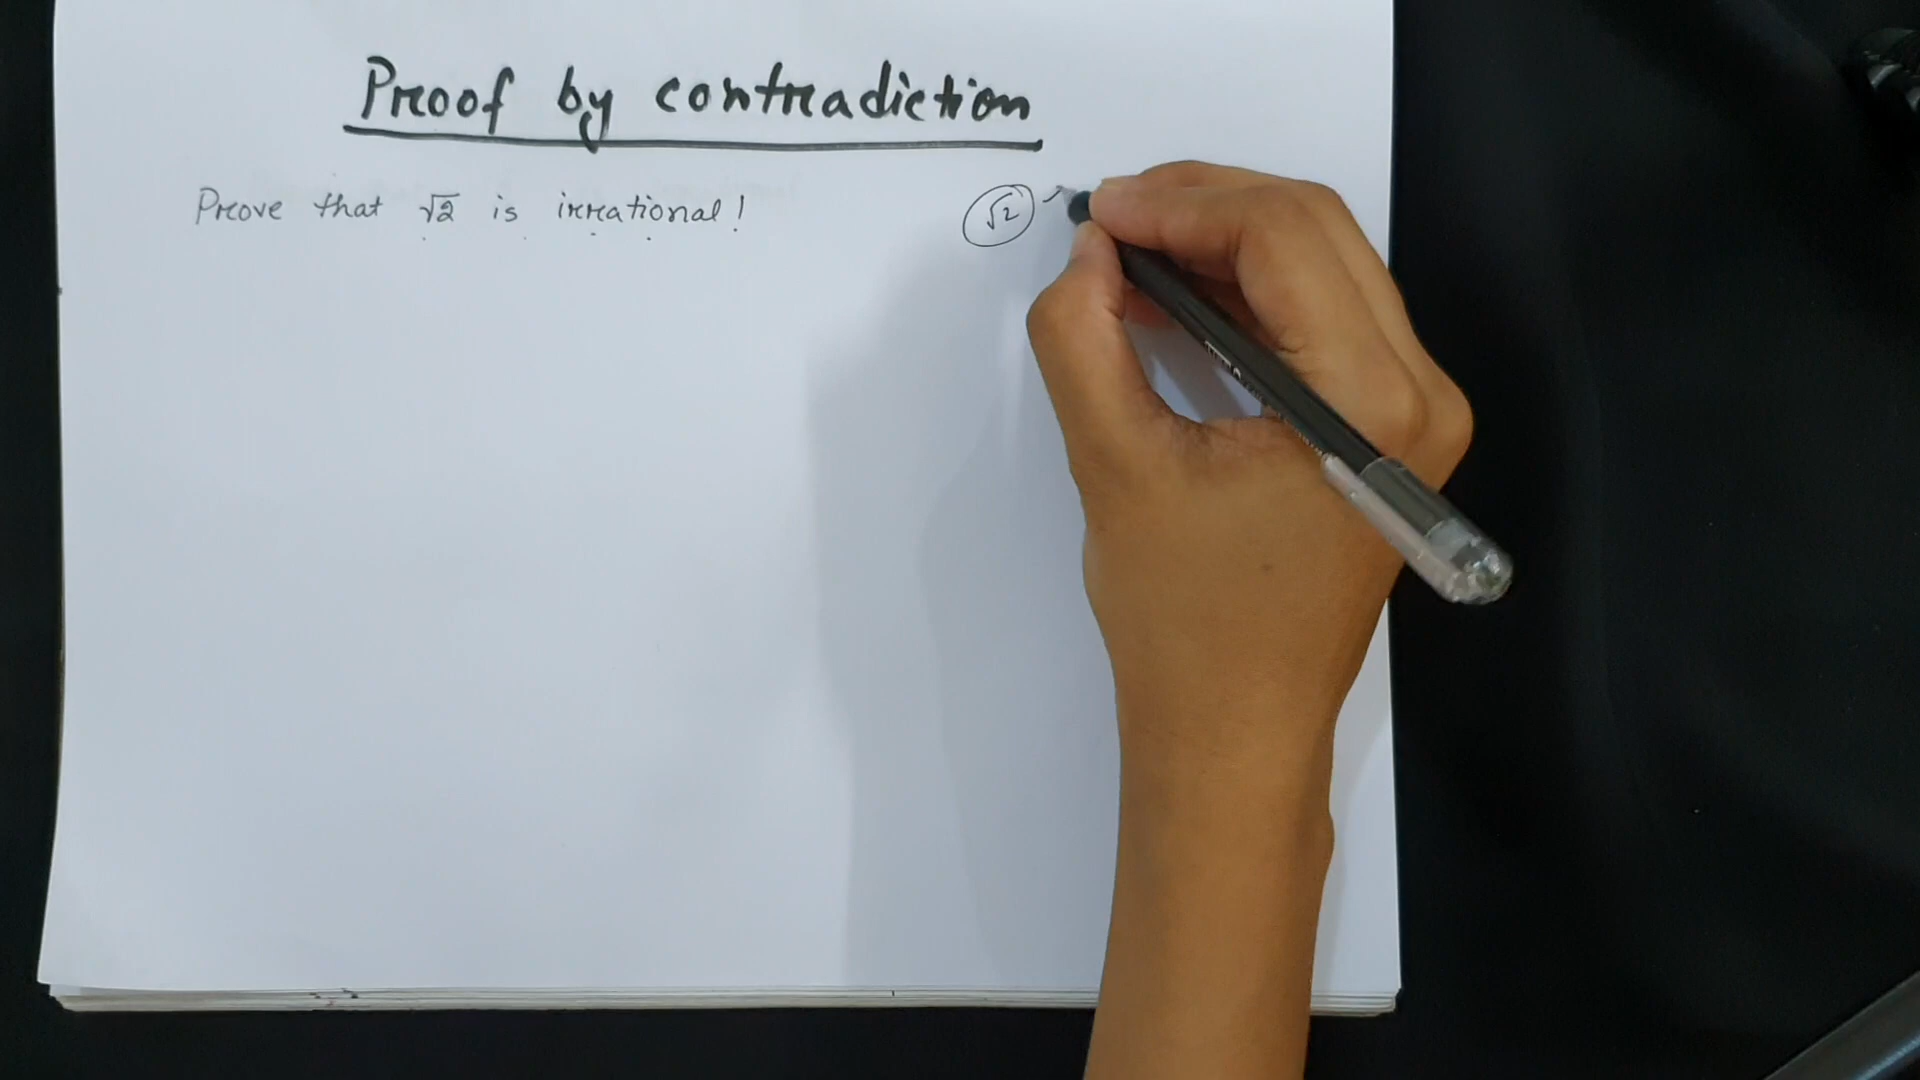 Proof by contradiction
Prove that √2 is irrational!
√2